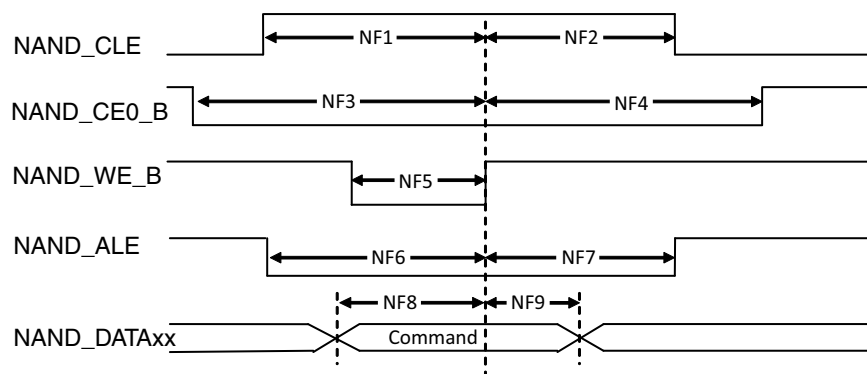 NAND_CLE
NF1
NF2
NAND_CE0_B
NF3
NF4
NAND_WE_B
NF5
NAND_ALE
NF6
NF7
NAND_DATAxx
NF8
NF9
Command